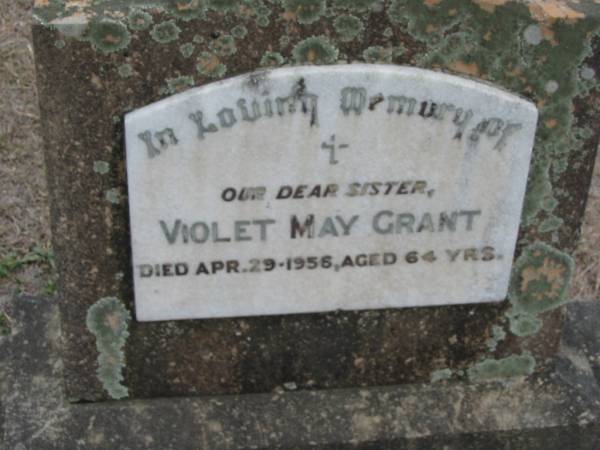 In Loving Memory Of
OUR DEAR SISTER,
VIOLET MAY GRANT
DIED APR. 29-1956, AGED 64 YRS.